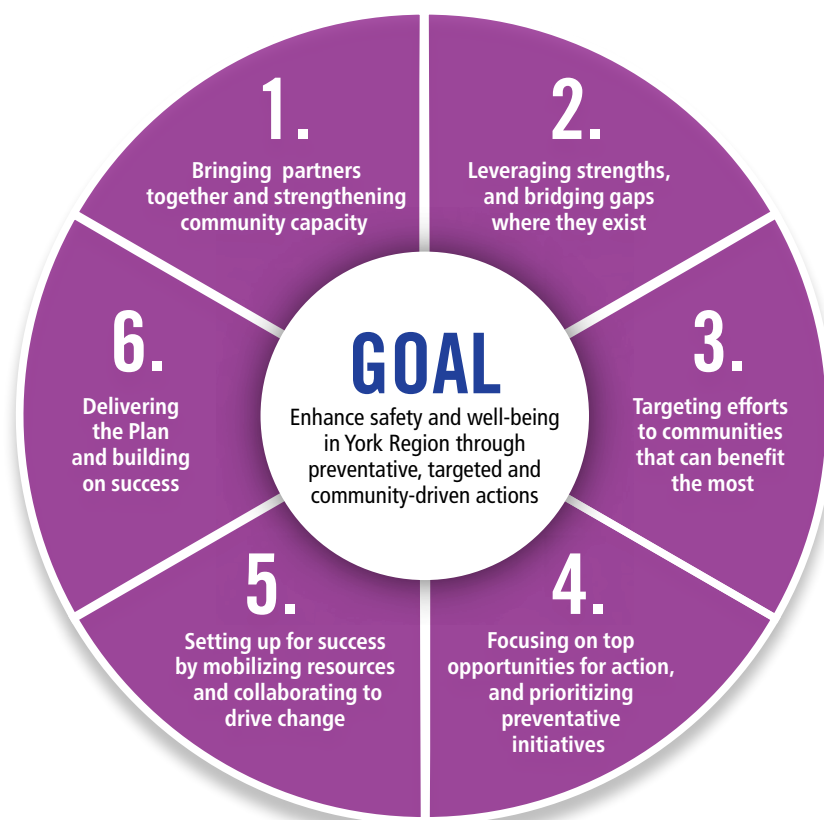 1.
Bringing partners
together and strengthening
community capacity
2.
Leveraging strengths,
and bridging gaps
where they exist
3.
Targeting efforts
to communities
that can benefit
the most
4.
Focusing on top
opportunities for action,
and prioritizing
preventative
initiatives
5.
Setting up for success
by mobilizing resources
and collaborating to
drive change
6.
Delivering
the Plan
and building
on success
GOAL
Enhance safety and well-being
in York Region through
preventative, targeted and
community-driven actions